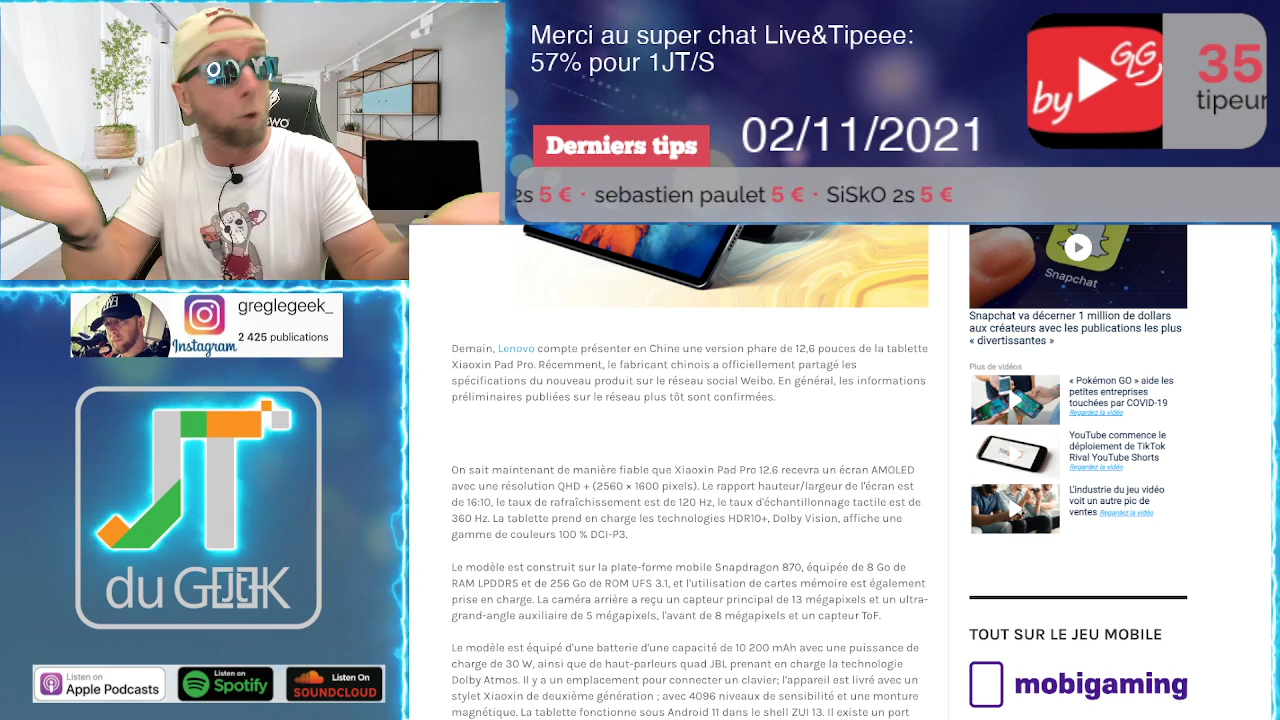 Merci au super chat Live&Tipeee:
57% pour 1JT/S
by GLG
35
tipeur
Derniers tips
02/11/2021
2s 5 € · sebastien paulet 5 € · SiSkO 2s 5 €
greglegeek_
2 425 publications
Instagram
JT
du GEEK
Listen on
Apple Podcasts
Listen on
Spotify
Listen On
SOUNDCLOUD
Demain, Lenovo compte présenter en Chine une version phare de 12,6 pouces de la tablette
Xiaoxin Pad Pro. Récemment, le fabricant chinois a officiellement partagé les
spécifications du nouveau produit sur le réseau social Weibo. En général, les informations
préliminaires publiées sur le réseau plus tôt sont confirmées.
On sait maintenant de manière fiable que Xiaoxin Pad Pro 12.6 recevra un écran AMOLED
avec une résolution QHD + (2560 × 1600 pixels). Le rapport hauteur/largeur de l'écran est
de 16:10, le taux de rafraîchissement est de 120 Hz, le taux d'échantillonnage tactile est de
360 Hz. La tablette prend en charge les technologies HDR10+, Dolby Vision, affiche une
gamme de couleurs 100 % DCI-P3.
Le modèle est construit sur la plate-forme mobile Snapdragon 870, équipée de 8 Go de
RAM LPDDR5 et de 256 Go de ROM UFS 3.1, et l'utilisation de cartes mémoire est également
prise en charge. La caméra arrière a reçu un capteur principal de 13 mégapixels et un ultra-
grand-angle auxiliaire de 5 mégapixels, l'avant de 8 mégapixels et un capteur ToF.
Le modèle est équipé d'une batterie d'une capacité de 10 200 mAh avec une puissance de
charge de 30 W, ainsi que de haut-parleurs quad JBL prenant en charge la technologie
Dolby Atmos. Il y a un emplacement pour connecter un clavier; l'appareil est livré avec un
stylet Xiaoxin de deuxième génération ; avec 4096 niveaux de sensibilité et une monture
magnétique. La tablette fonctionne sous Android 11 dans le shell ZUI 13. Il existe un port
Snapchat
Snapchat va décerner 1 million de dollars
aux créateurs avec les publications les plus
« divertissantes »
Plus de vidéos
« Pokémon GO » aide les
petites entreprises
touchées par COVID-19
Regardez la vidéo
YouTube commence le
déploiement de TikTok
Rival YouTube Shorts
Regardez la vidéo
L'industrie du jeu vidéo
voit un autre pic de
ventes Regardez la vidéo
TOUT SUR LE JEU MOBILE
mobigaming